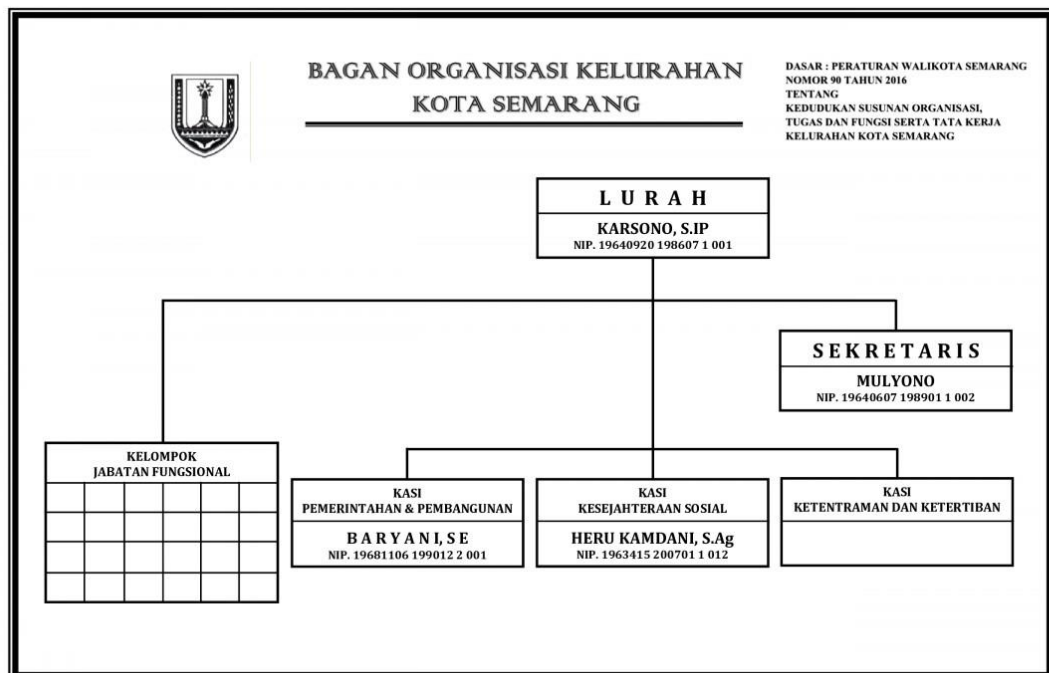 BAGAN ORGANISASI KELURAHAN
KOTA SEMARANG
DASAR : PERATURAN WALIKOTA SEMARANG
NOMOR 90 TAHUN 2016
TENTANG
KEDUDUKAN SUSUNAN ORGANISASI,
TUGAS DAN FUNGSI SERTA TATA KERJA
KELURAHAN KOTA SEMARANG
L U R A H
KARSONO, S.IP
NIP. 19640920 198607 1 001
S E K R E T A R I S
MULYONO
NIP. 19640607 198901 1 002
KELOMPOK
JABATAN FUNGSIONAL
KASI
PEMERINTAHAN & PEMBANGUNAN
B A R Y A N I, S E
NIP. 19681106 199012 2 001
KASI
KESEJAHTERAAN SOSIAL
HERU KAMDANI, S.Ag
NIP. 1963415 200701 1 012
KASI
KETENTRAMAN DAN KETERTIBAN